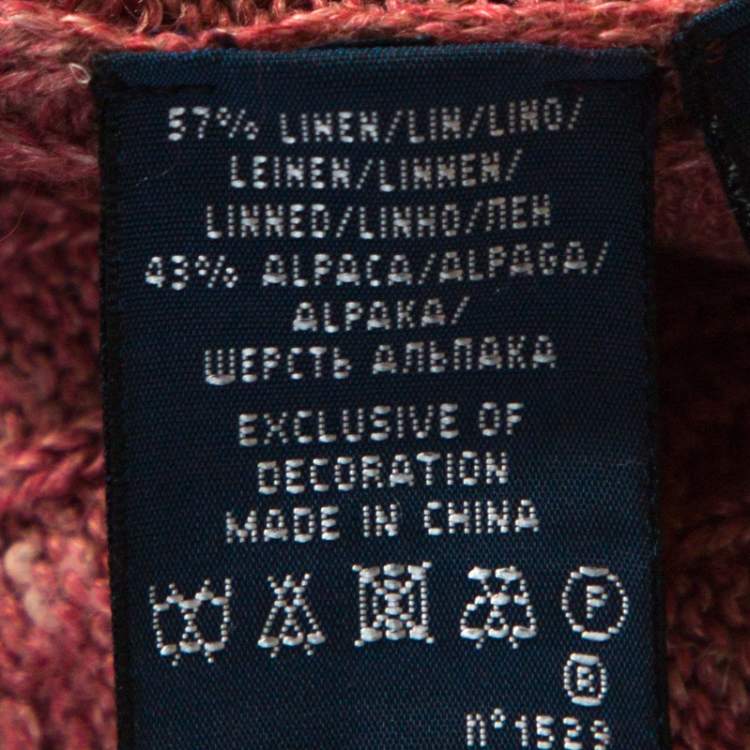 57% LINEN/LIN/LINO/
LEINEN/LINNEN/
LINNED/LINHO/ЛЕН
43% ALPACA/ALPAGA/
ALPAKA/
ШЕРСТЬ АЛЬПАКА
EXCLUSIVE OF
DECORATION
MADE IN CHINA
P
®
n°1523